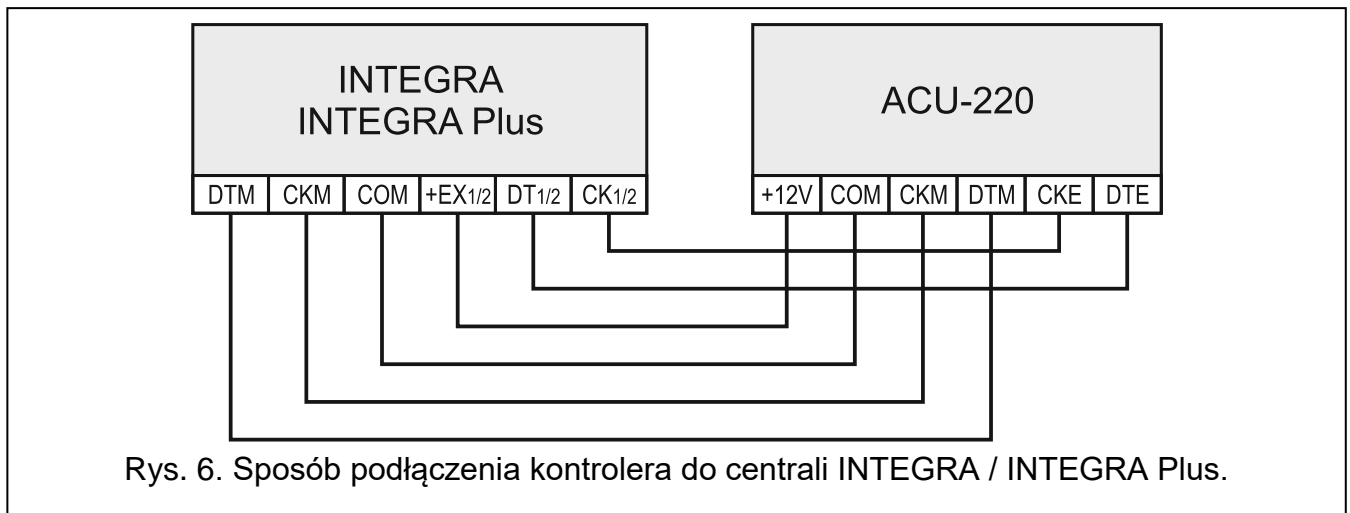 INTEGRA
INTEGRA Plus
DTM CKM COM +EX1/2 DT1/2 CK1/2
ACU-220
+12V COM CKM DTM CKE DTE
Rys. 6. Sposób podłączenia kontrolera do centrali INTEGRA / INTEGRA Plus.